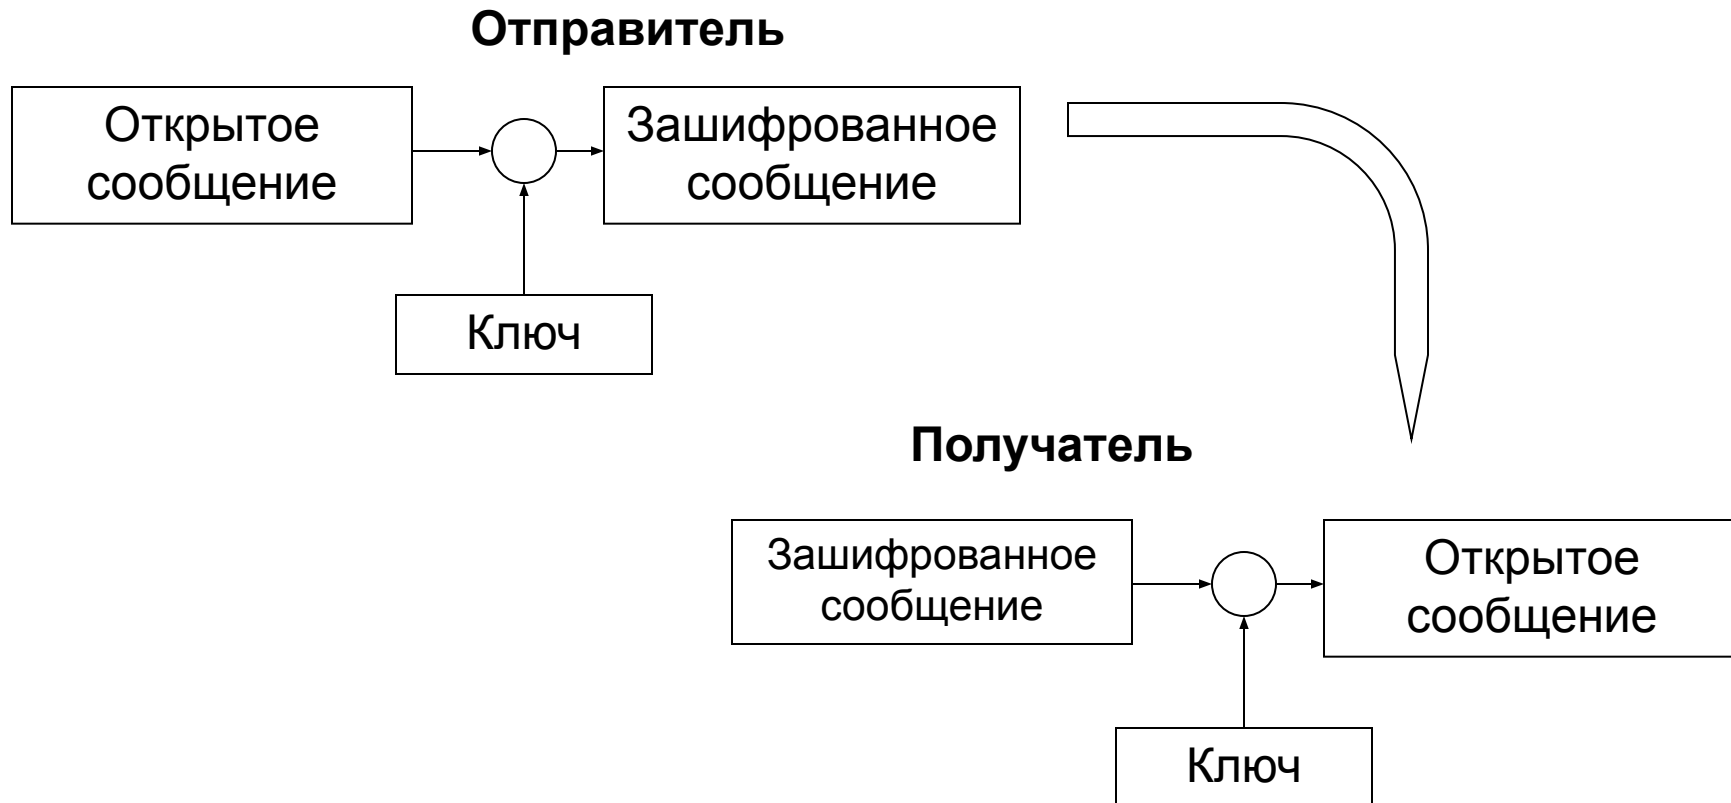 Отправитель
Открытое
сообщение
Зашифрованное
сообщение
Ключ
Получатель
Зашифрованное
сообщение
Открытое
сообщение
Ключ